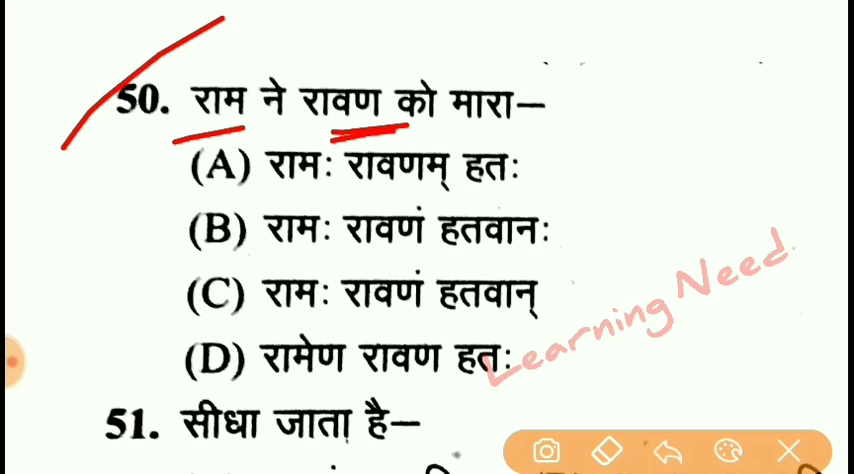 50. राम ने रावण को मारा–
(A) रामः रावणम् हतः
(B) रामः रावणं हतवानः
(C) रामः रावणं हतवान्
(D) रामेण रावण हतः
Learning Need
51. सीधा जाता है–